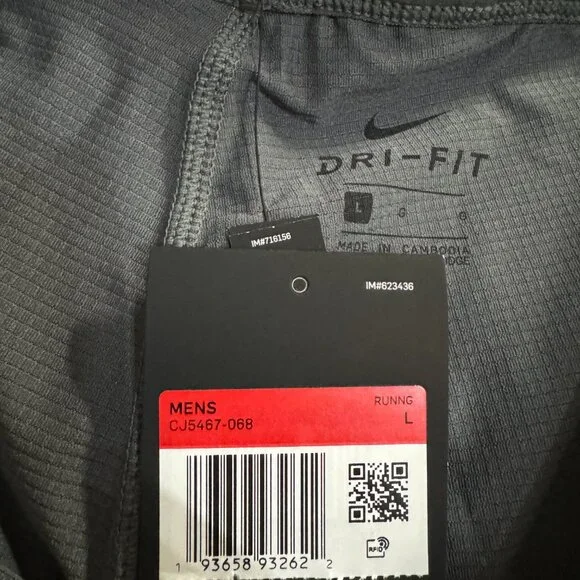 DRI-FIT
L G G
MADE IN CAMBODIA
IM#716156
IM#623436
MENS RUNNG
CJ5467-068 L
RFID
1 93658 93262 2